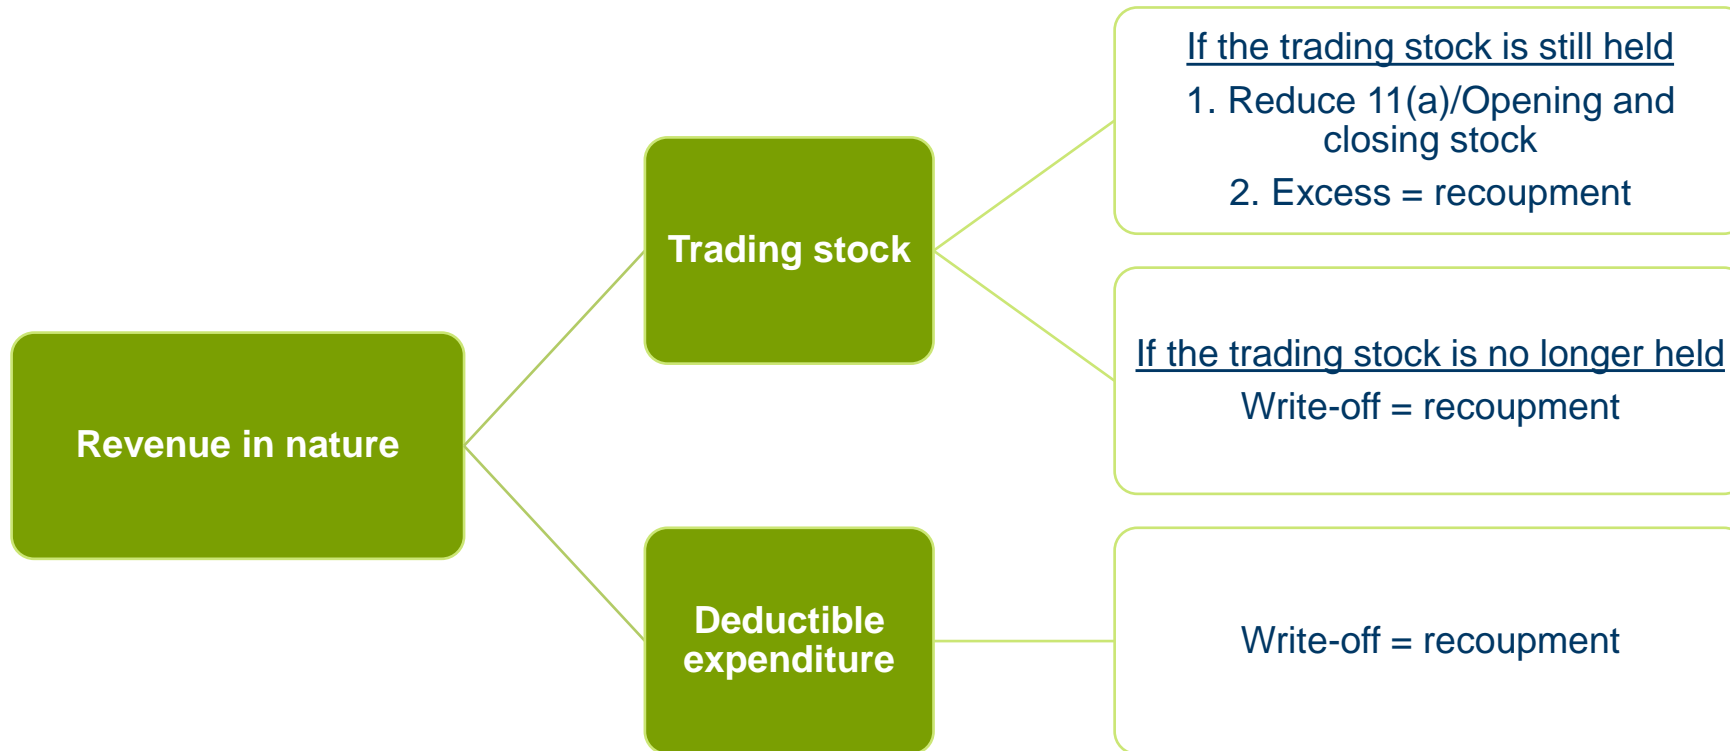 If the trading stock is still held
1. Reduce 11(a)/Opening and
closing stock
2. Excess = recoupment
Trading stock
If the trading stock is no longer held
Write-off = recoupment
Revenue in nature
Deductible
expenditure
Write-off = recoupment